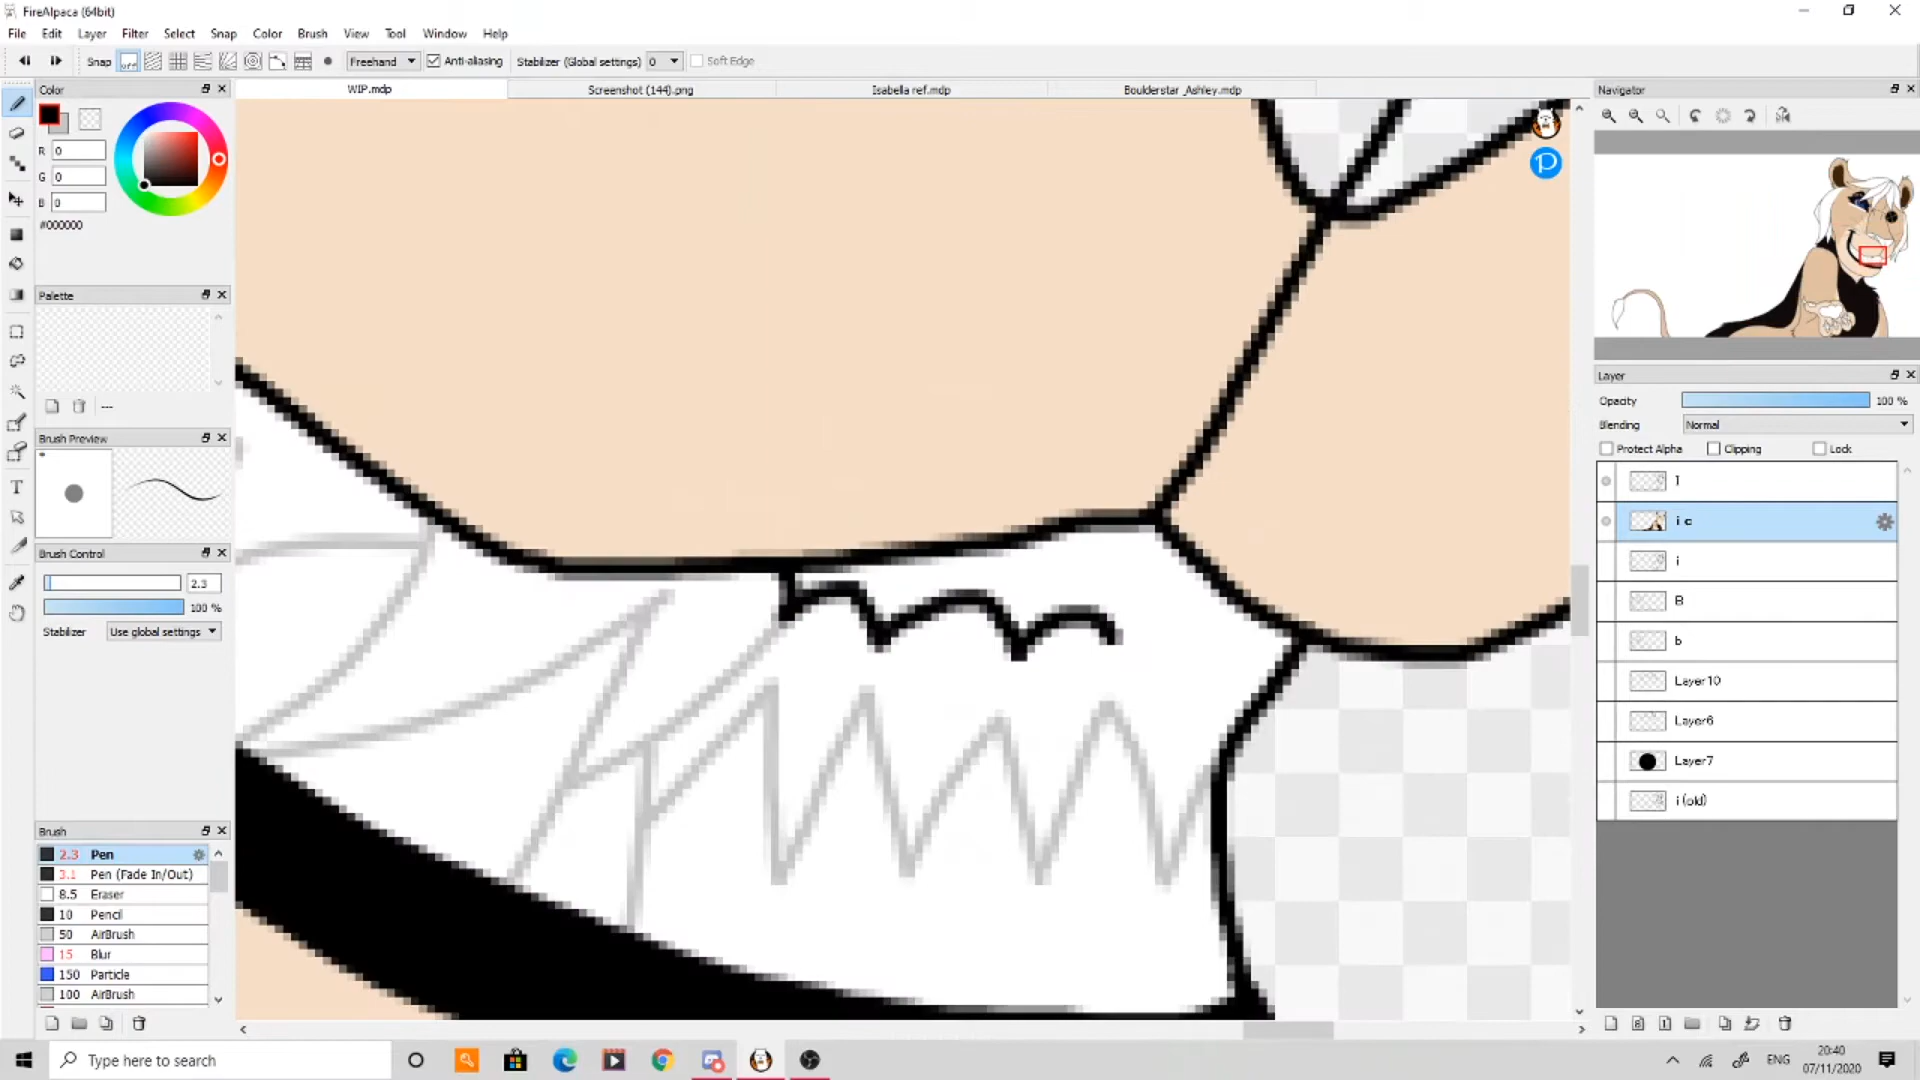 FireAlpaca (64bit)
File Edit Layer Filter Select Snap Color Brush View Tool Window Help
Snap off Freehand Anti-aliasing Stabilizer (Global settings) 0 Soft Edge
Color
WIP.mdp Screenshot (144).png Isabella ref.mdp Boulderstar_Ashley.mdp
Navigator
R 0
G 0
B 0
#000000
Palette
---
Brush Preview
Brush Control
2.3
100 %
Stabilizer Use global settings
Brush
2.3 Pen
3.1 Pen (Fade In/Out)
8.5 Eraser
10 Pencil
50 AirBrush
15 Blur
150 Particle
100 AirBrush
Layer
Opacity 100 %
Blending Normal
Protect Alpha Clipping Lock
i c
i
B
b
Layer10
Layer6
Layer7
i (old)
Type here to search
ENG
20:40
07/11/2020